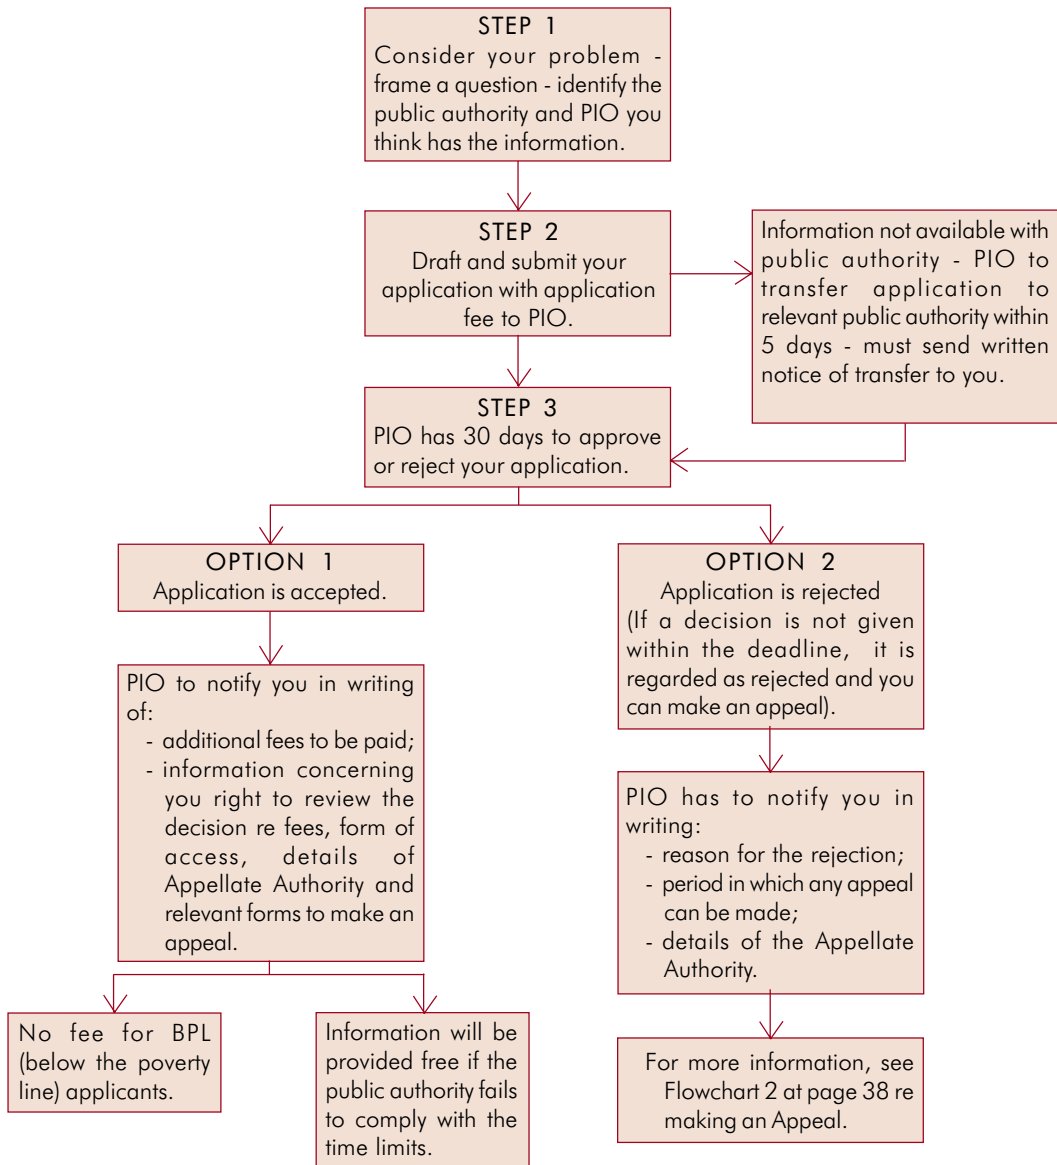 STEP 1
Consider your problem -
frame a question - identify the
public authority and PIO you
think has the information.
STEP 2
Draft and submit your
application with application
fee to PIO.
Information not available with
public authority - PIO to
transfer application to
relevant public authority within
5 days - must send written
notice of transfer to you.
STEP 3
PIO has 30 days to approve
or reject your application.
OPTION 1
Application is accepted.
OPTION 2
Application is rejected
(If a decision is not given
within the deadline, it is
regarded as rejected and you
can make an appeal).
PIO to notify you in writing
of:
- additional fees to be paid;
- information concerning
you right to review the
decision re fees, form of
access, details of
Appellate Authority and
relevant forms to make an
appeal.
PIO has to notify you in
writing:
- reason for the rejection;
- period in which any appeal
can be made;
- details of the Appellate
Authority.
No fee for BPL
(below the poverty
line) applicants.
Information will be
provided free if the
public authority fails
to comply with the
time limits.
For more information, see
Flowchart 2 at page 38 re
making an Appeal.